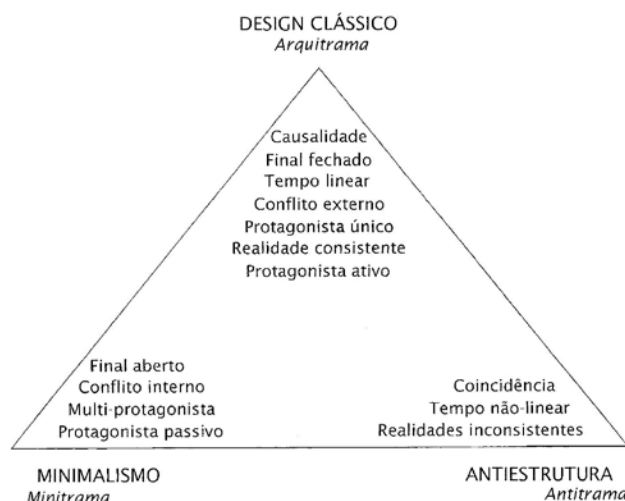 DESIGN CLÁSSICO
Arquitrama
Causalidade
Final fechado
Tempo linear
Conflito externo
Protagonista único
Realidade consistente
Protagonista ativo
Final aberto
Conflito interno
Multi-protagonista
Protagonista passivo
Coincidência
Tempo não-linear
Realidades inconsistentes
MINIMALISMO
Minitrama
ANTIESTRUTURA
Antitrama